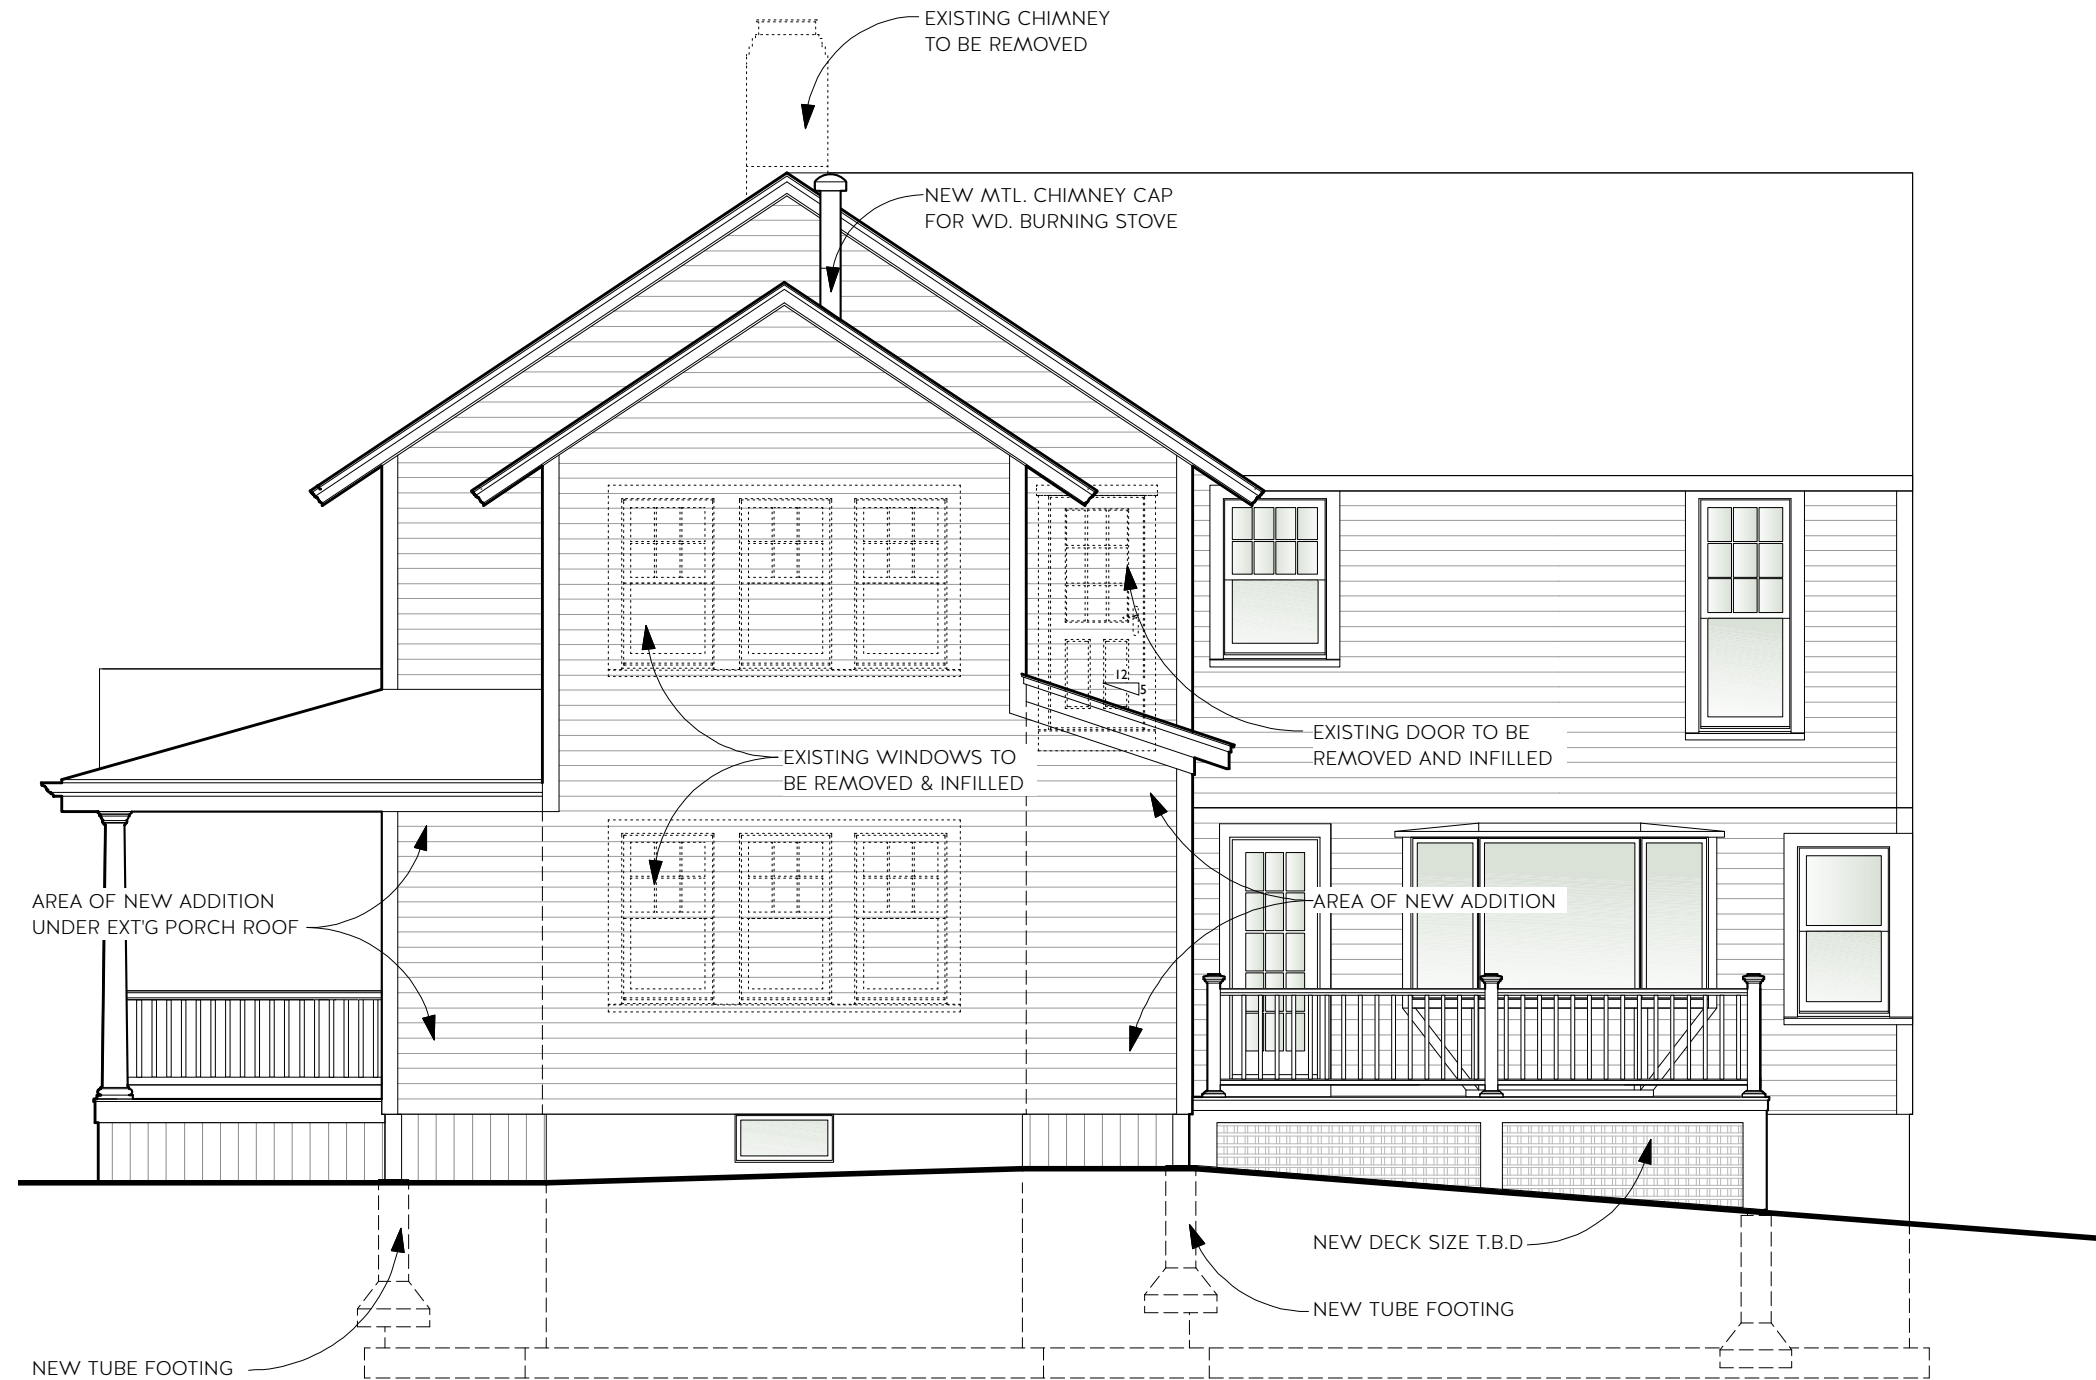 EXISTING CHIMNEY
TO BE REMOVED
NEW MTL. CHIMNEY CAP
FOR WD. BURNING STOVE
12
5
EXISTING DOOR TO BE
REMOVED AND INFILLED
EXISTING WINDOWS TO
BE REMOVED & INFILLED
AREA OF NEW ADDITION
UNDER EXT'G PORCH ROOF
AREA OF NEW ADDITION
NEW DECK SIZE T.B.D
NEW TUBE FOOTING
NEW TUBE FOOTING